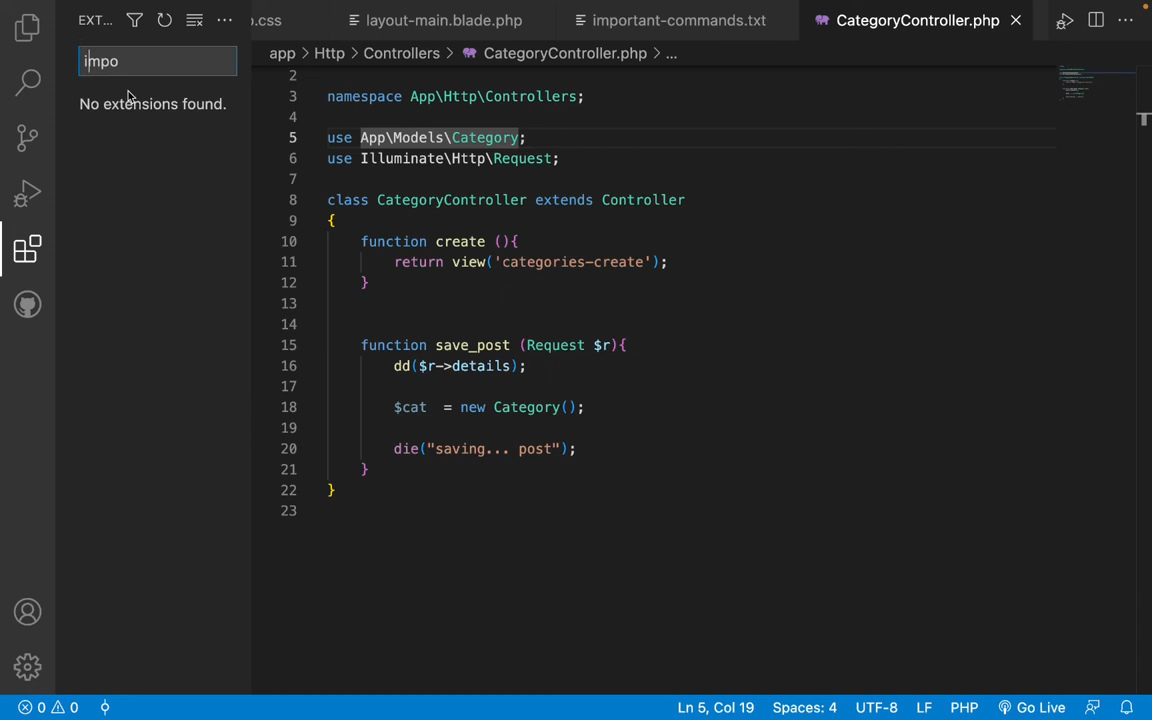 EXT...
o.css
layout-main.blade.php
important-commands.txt
CategoryController.php
app > Http > Controllers > CategoryController.php > ...
impo
No extensions found.
2
3 namespace App\Http\Controllers;
4
5 use App\Models\Category;
6 use Illuminate\Http\Request;
7
8 class CategoryController extends Controller
9 {
10 function create (){
11 return view('categories-create');
12 }
13
14
15 function save_post (Request $r){
16 dd($r->details);
17
18 $cat  = new Category();
19
20 die("saving... post");
21 }
22 }
23
0 0 Ln 5, Col 19 Spaces: 4 UTF-8 LF PHP Go Live